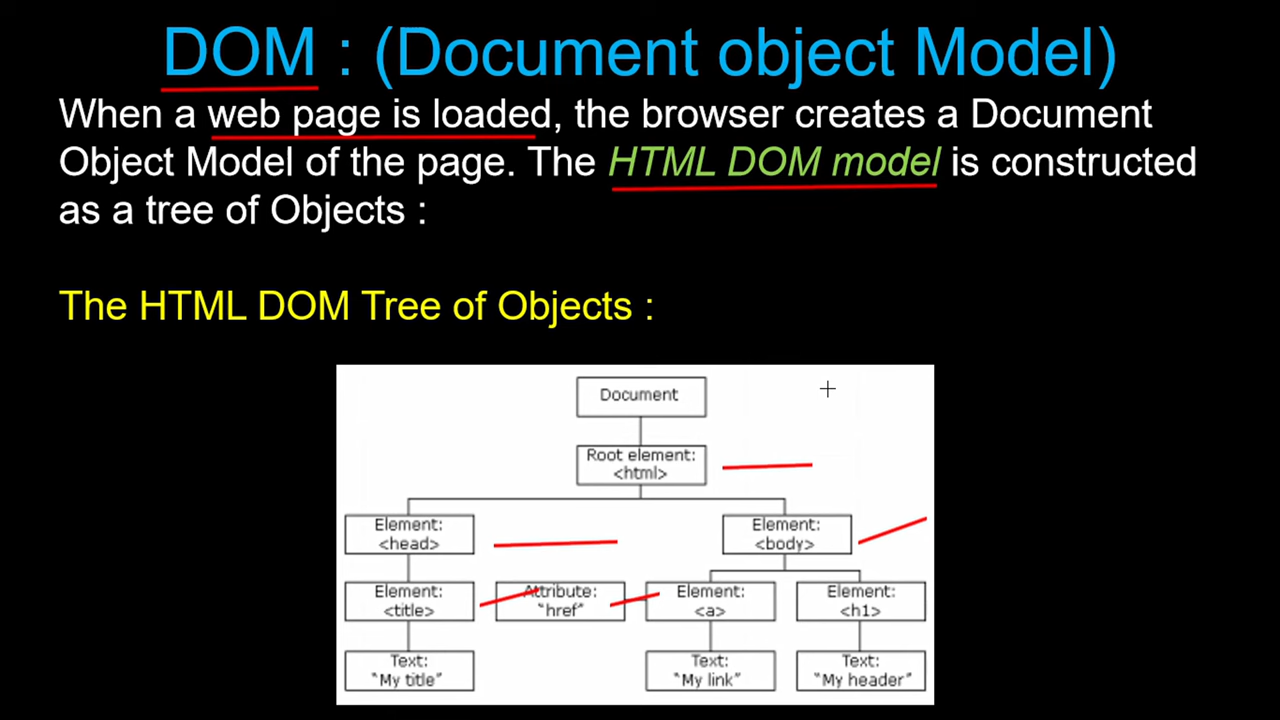 DOM : (Document object Model)
When a web page is loaded, the browser creates a Document
Object Model of the page. The HTML DOM model is constructed
as a tree of Objects :
The HTML DOM Tree of Objects :
Document
Root element:
<html>
Element:
<head>
Element:
<body>
Element:
<title>
Attribute:
"href"
Element:
<a>
Element:
<h1>
Text:
"My title"
Text:
"My link"
Text:
"My header"